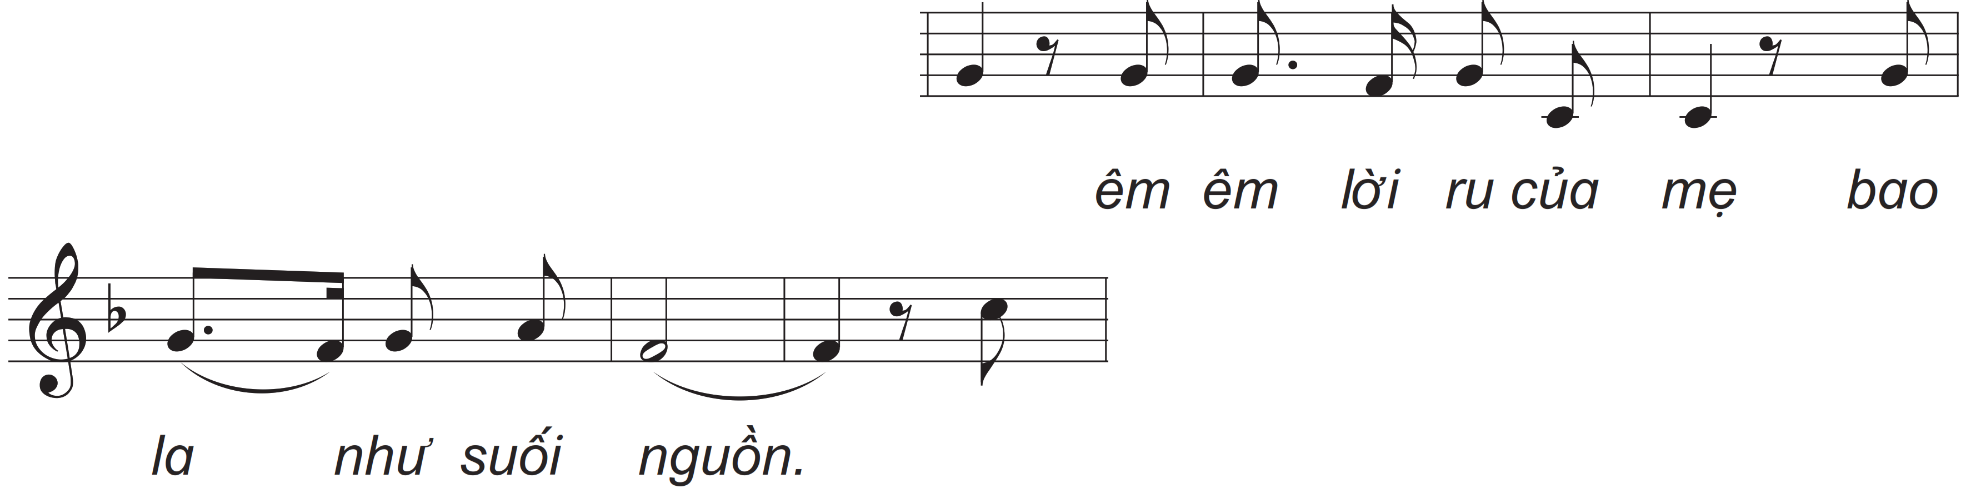 êm êm lời ru của mẹ bao
la như suối nguồn.